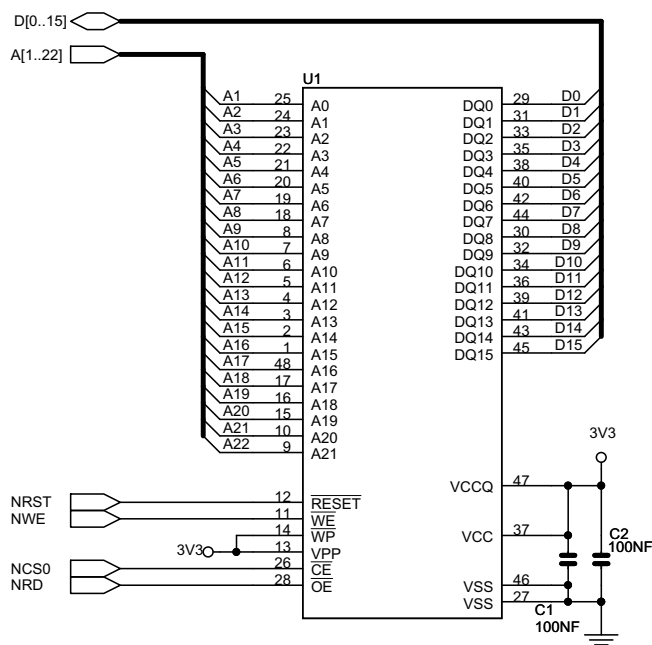 D[0..15]
A[1..22]
U1
A1 25 A0 DQ0 29 D0
A2 24 A1 DQ1 31 D1
A3 23 A2 DQ2 33 D2
A4 22 A3 DQ3 35 D3
A5 21 A4 DQ4 38 D4
A6 20 A5 DQ5 40 D5
A7 19 A6 DQ6 42 D6
A8 18 A7 DQ7 44 D7
A9 8 A8 DQ8 30 D8
A10 7 A9 DQ9 32 D9
A11 6 A10 DQ10 34 D10
A12 5 A11 DQ11 36 D11
A13 4 A12 DQ12 39 D12
A14 3 A13 DQ13 41 D13
A15 2 A14 DQ14 43 D14
A16 1 A15 DQ15 45 D15
A17 48 A16
A18 17 A17
A19 16 A18
A20 15 A19
A21 10 A20
A22 9 A21
3V3
VCCQ 47
NRST 12 RESET
NWE 11 WE
14 WP VCC 37 C2
3V3 13 VPP 100NF
NCS0 26 CE
NRD 28 OE VSS 46
VSS 27
C1
100NF